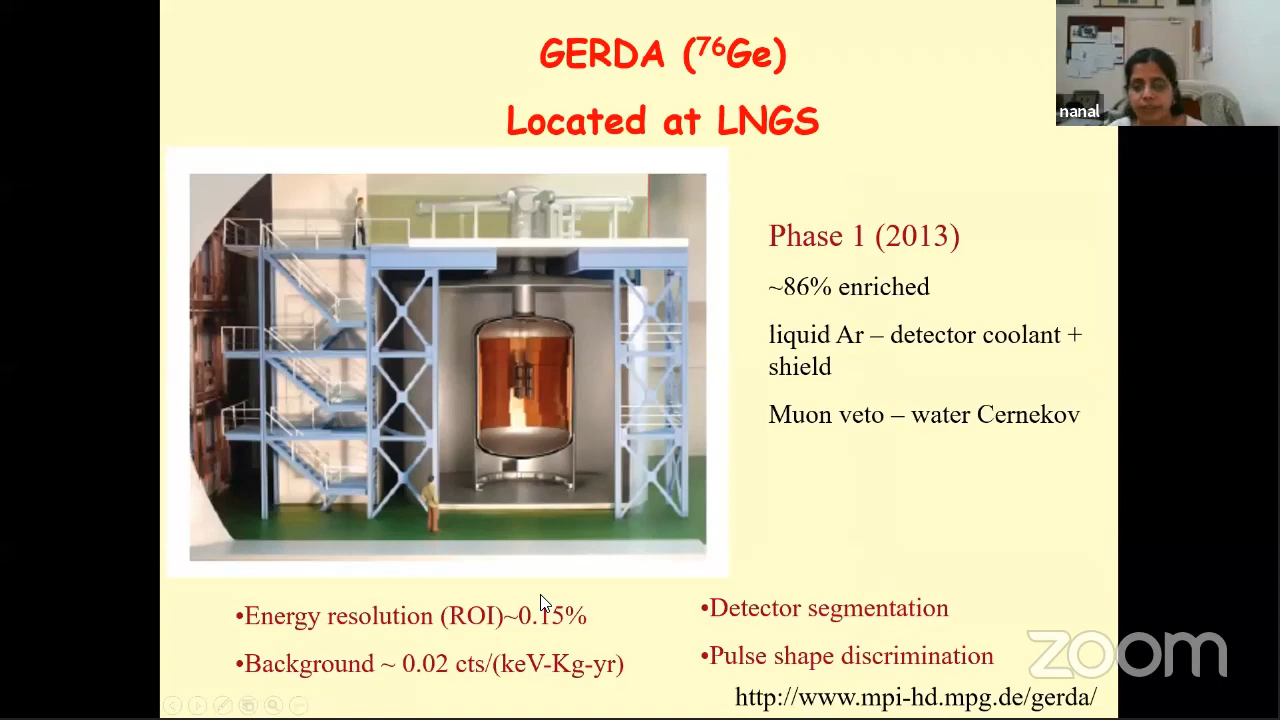 GERDA (⁷⁶Ge)
Located at LNGS
nanal
Phase 1 (2013)
~86% enriched
liquid Ar – detector coolant +
shield
Muon veto – water Cernekov
•Energy resolution (ROI)~0.15%
•Background ~ 0.02 cts/(keV-Kg-yr)
•Detector segmentation
•Pulse shape discrimination
http://www.mpi-hd.mpg.de/gerda/
zoom